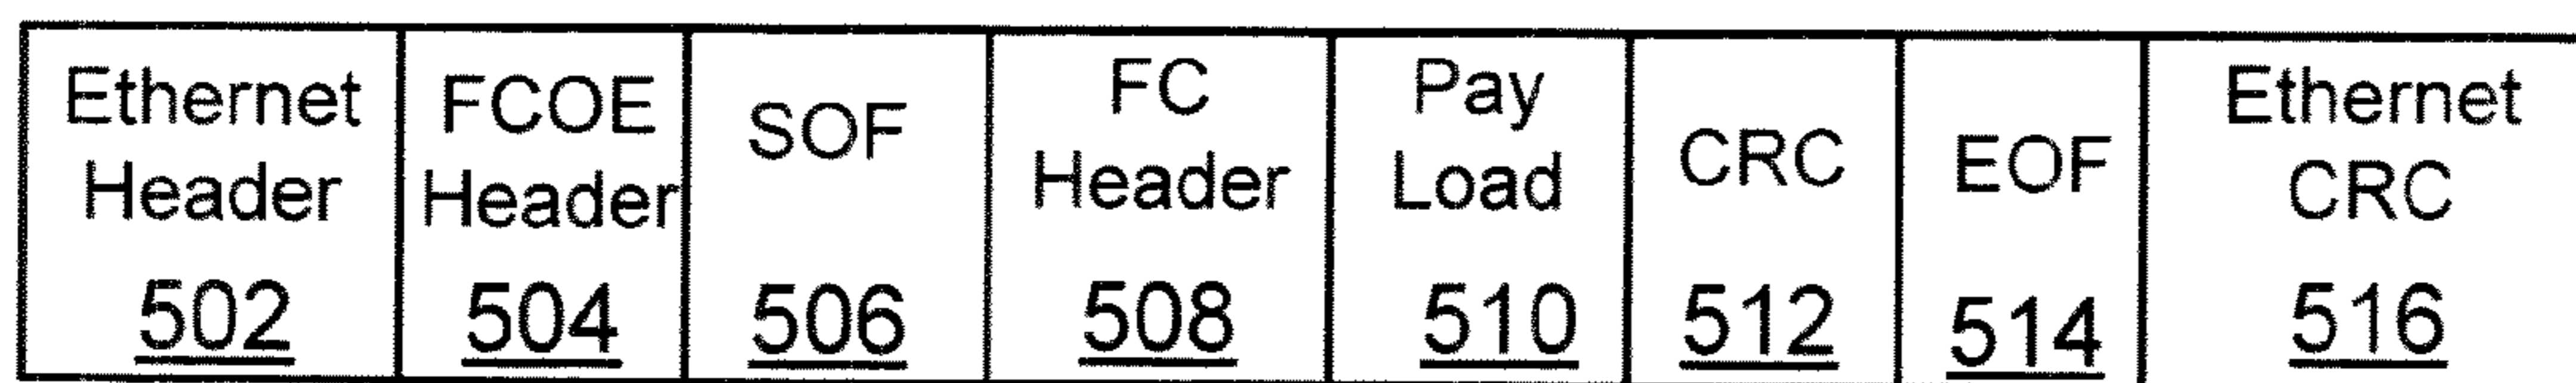 Ethernet
Header
502
FCOE
Header
504
SOF
506
FC
Header
508
Pay
Load
510
CRC
512
EOF
514
Ethernet
CRC
516